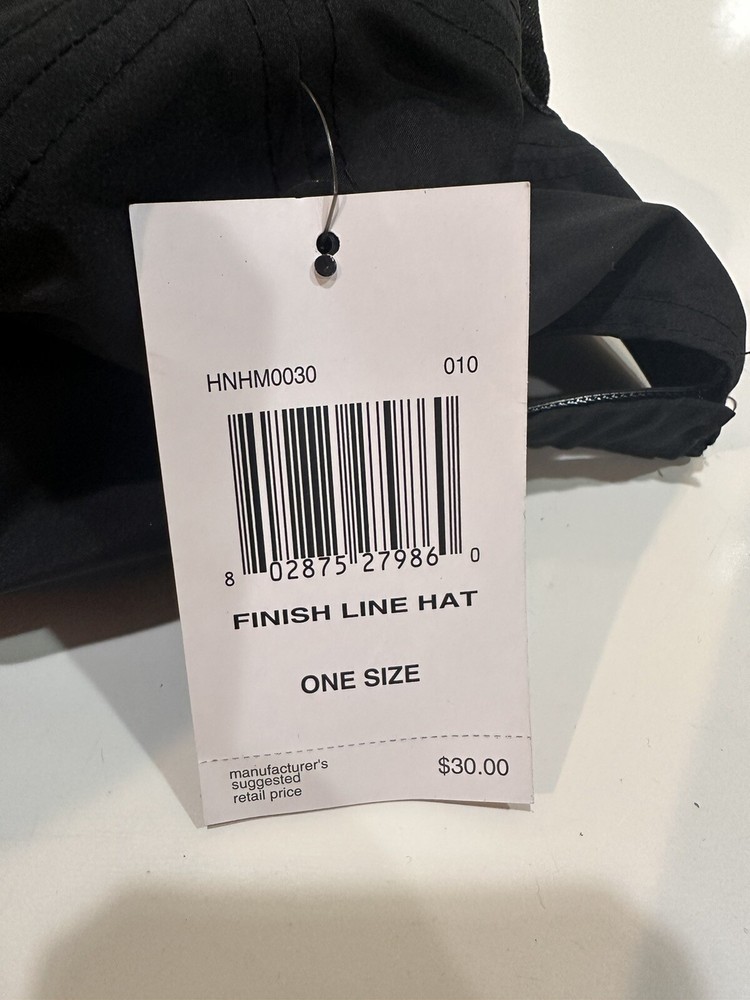 HNHM0030 010
8 02875 27986 0
FINISH LINE HAT
ONE SIZE
manufacturer's
suggested
retail price
$30.00